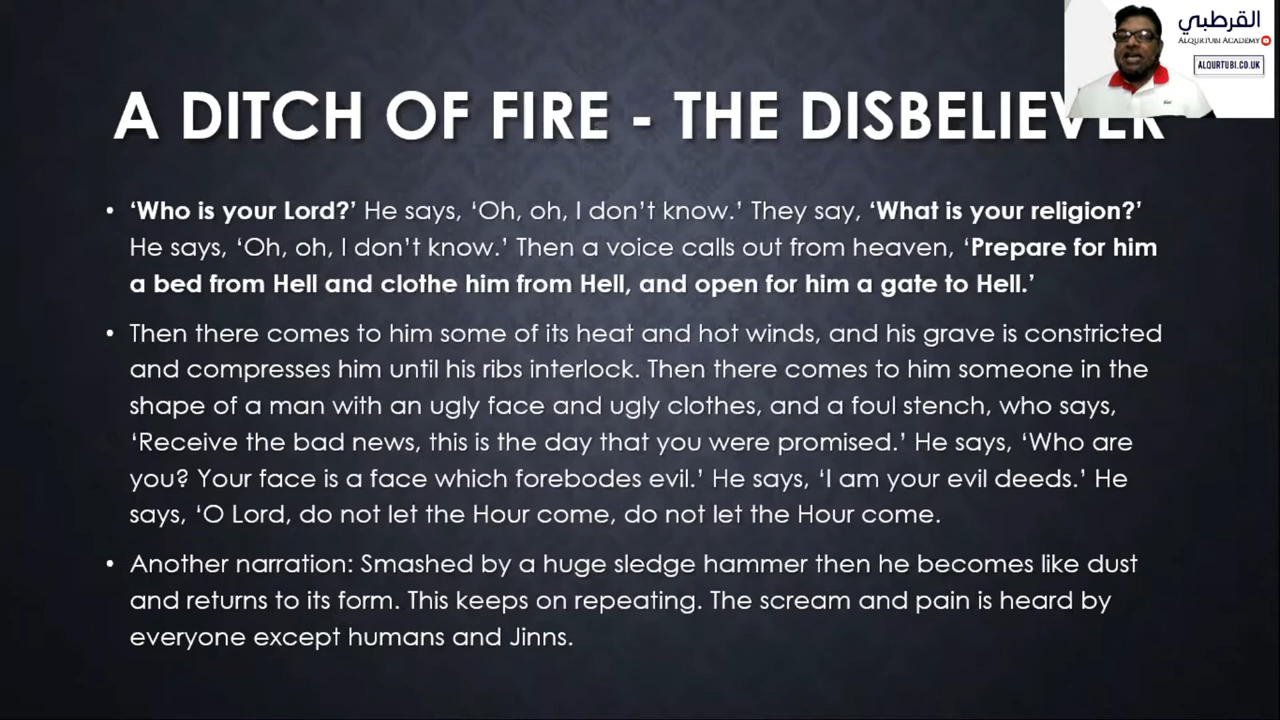 القرطبي
ALQURTUBI ACADEMY
ALQURTUBI.CO.UK
A DITCH OF FIRE - THE DISBELIEVER
• ‘Who is your Lord?’ He says, ‘Oh, oh, I don’t know.’ They say, ‘What is your religion?’
He says, ‘Oh, oh, I don’t know.’ Then a voice calls out from heaven, ‘Prepare for him
a bed from Hell and clothe him from Hell, and open for him a gate to Hell.’
• Then there comes to him some of its heat and hot winds, and his grave is constricted
and compresses him until his ribs interlock. Then there comes to him someone in the
shape of a man with an ugly face and ugly clothes, and a foul stench, who says,
‘Receive the bad news, this is the day that you were promised.’ He says, ‘Who are
you? Your face is a face which forebodes evil.’ He says, ‘I am your evil deeds.’ He
says, ‘O Lord, do not let the Hour come, do not let the Hour come.
• Another narration: Smashed by a huge sledge hammer then he becomes like dust
and returns to its form. This keeps on repeating. The scream and pain is heard by
everyone except humans and Jinns.